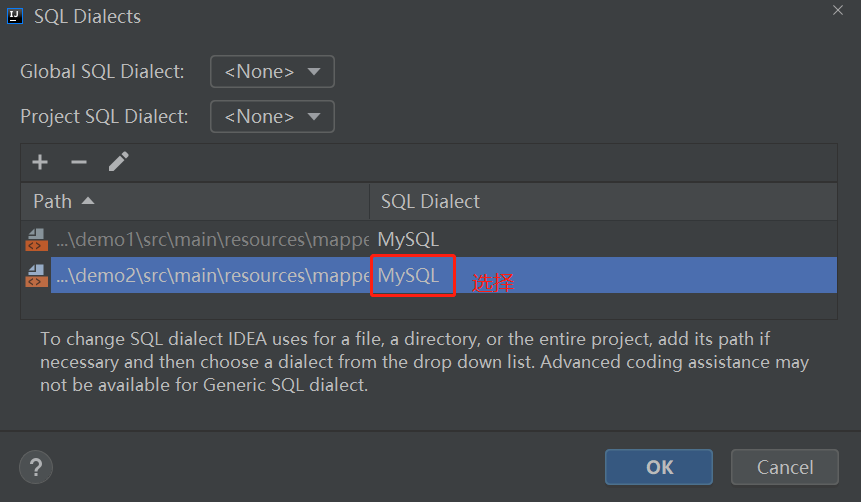 IJ
SQL Dialects
Global SQL Dialect: <None>
Project SQL Dialect: <None>
Path SQL Dialect
...\demo1\src\main\resources\mappe MySQL
...\demo2\src\main\resources\mappe MySQL 选择
To change SQL dialect IDEA uses for a file, a directory, or the entire project, add its path if
necessary and then choose a dialect from the drop down list. Advanced coding assistance may
not be available for Generic SQL dialect.
? OK Cancel